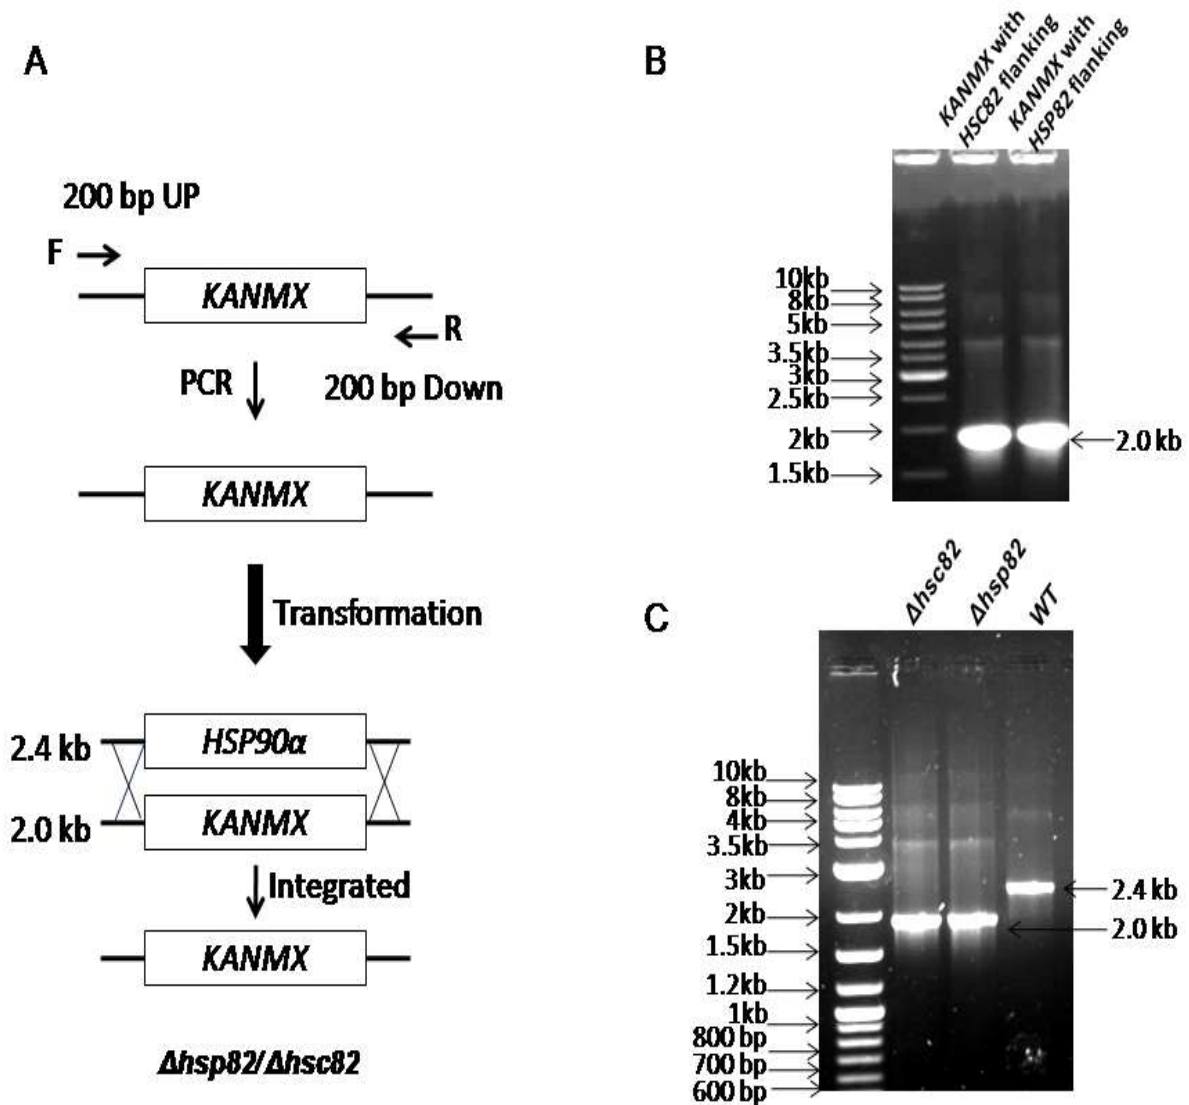 A
200 bp UP
F
KANMX
R
PCR
200 bp Down
KANMX
Transformation
2.4 kb
HSP90α
2.0 kb
KANMX
Integrated
KANMX
Δhsp82/Δhsc82
B
KANMX with
HSC82 flanking
KANMX with
HSP82 flanking
10kb
8kb
5kb
3.5kb
3kb
2.5kb
2kb
1.5kb
2.0 kb
C
Δhsc82
Δhsp82
WT
10kb
8kb
4kb
3.5kb
3kb
2kb
1.5kb
1.2kb
1kb
800 bp
700 bp
600 bp
2.4 kb
2.0 kb